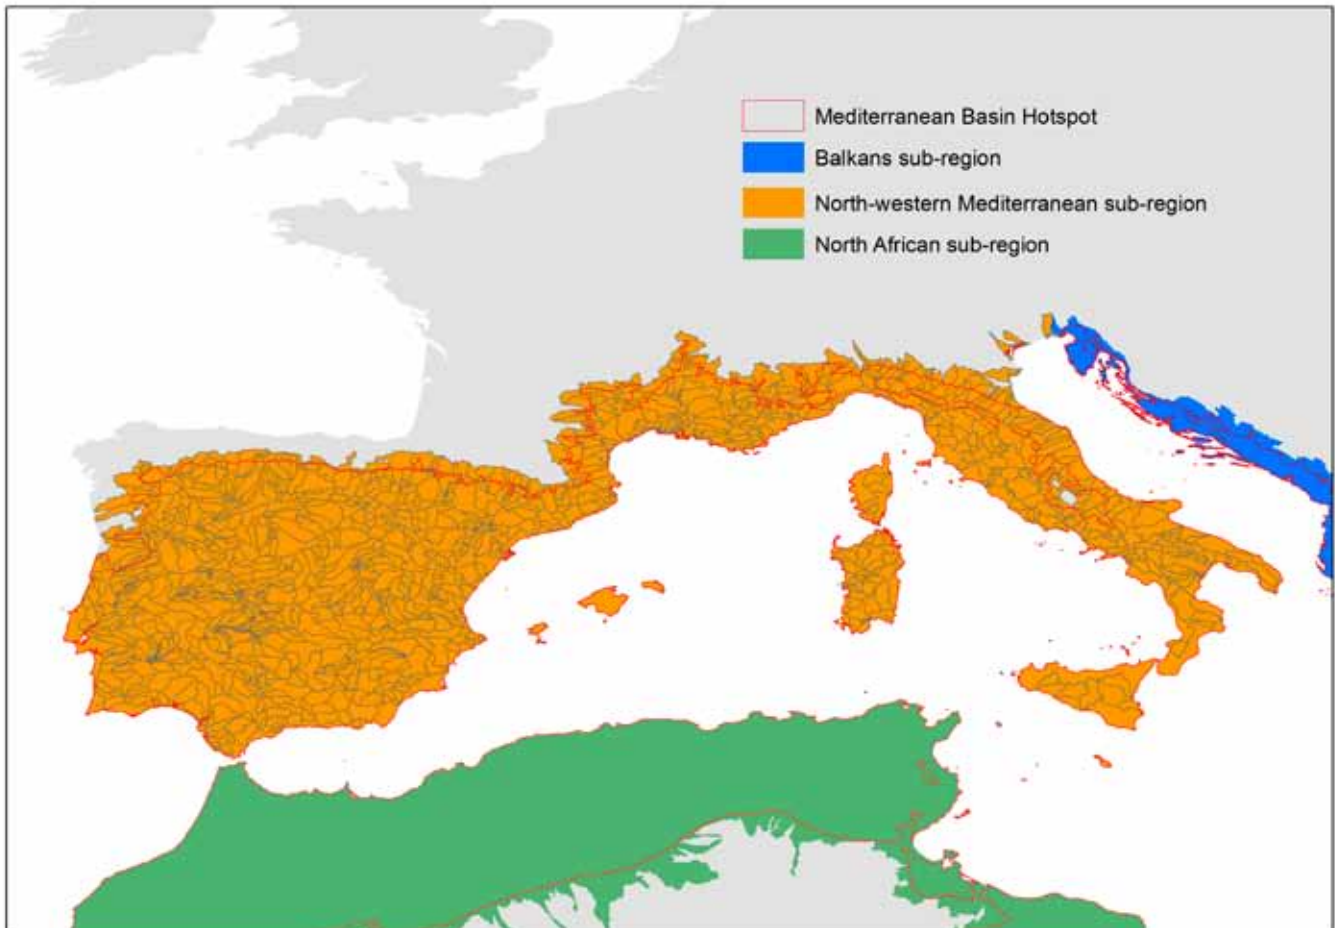 Mediterranean Basin Hotspot
Balkans sub-region
North-western Mediterranean sub-region
North African sub-region